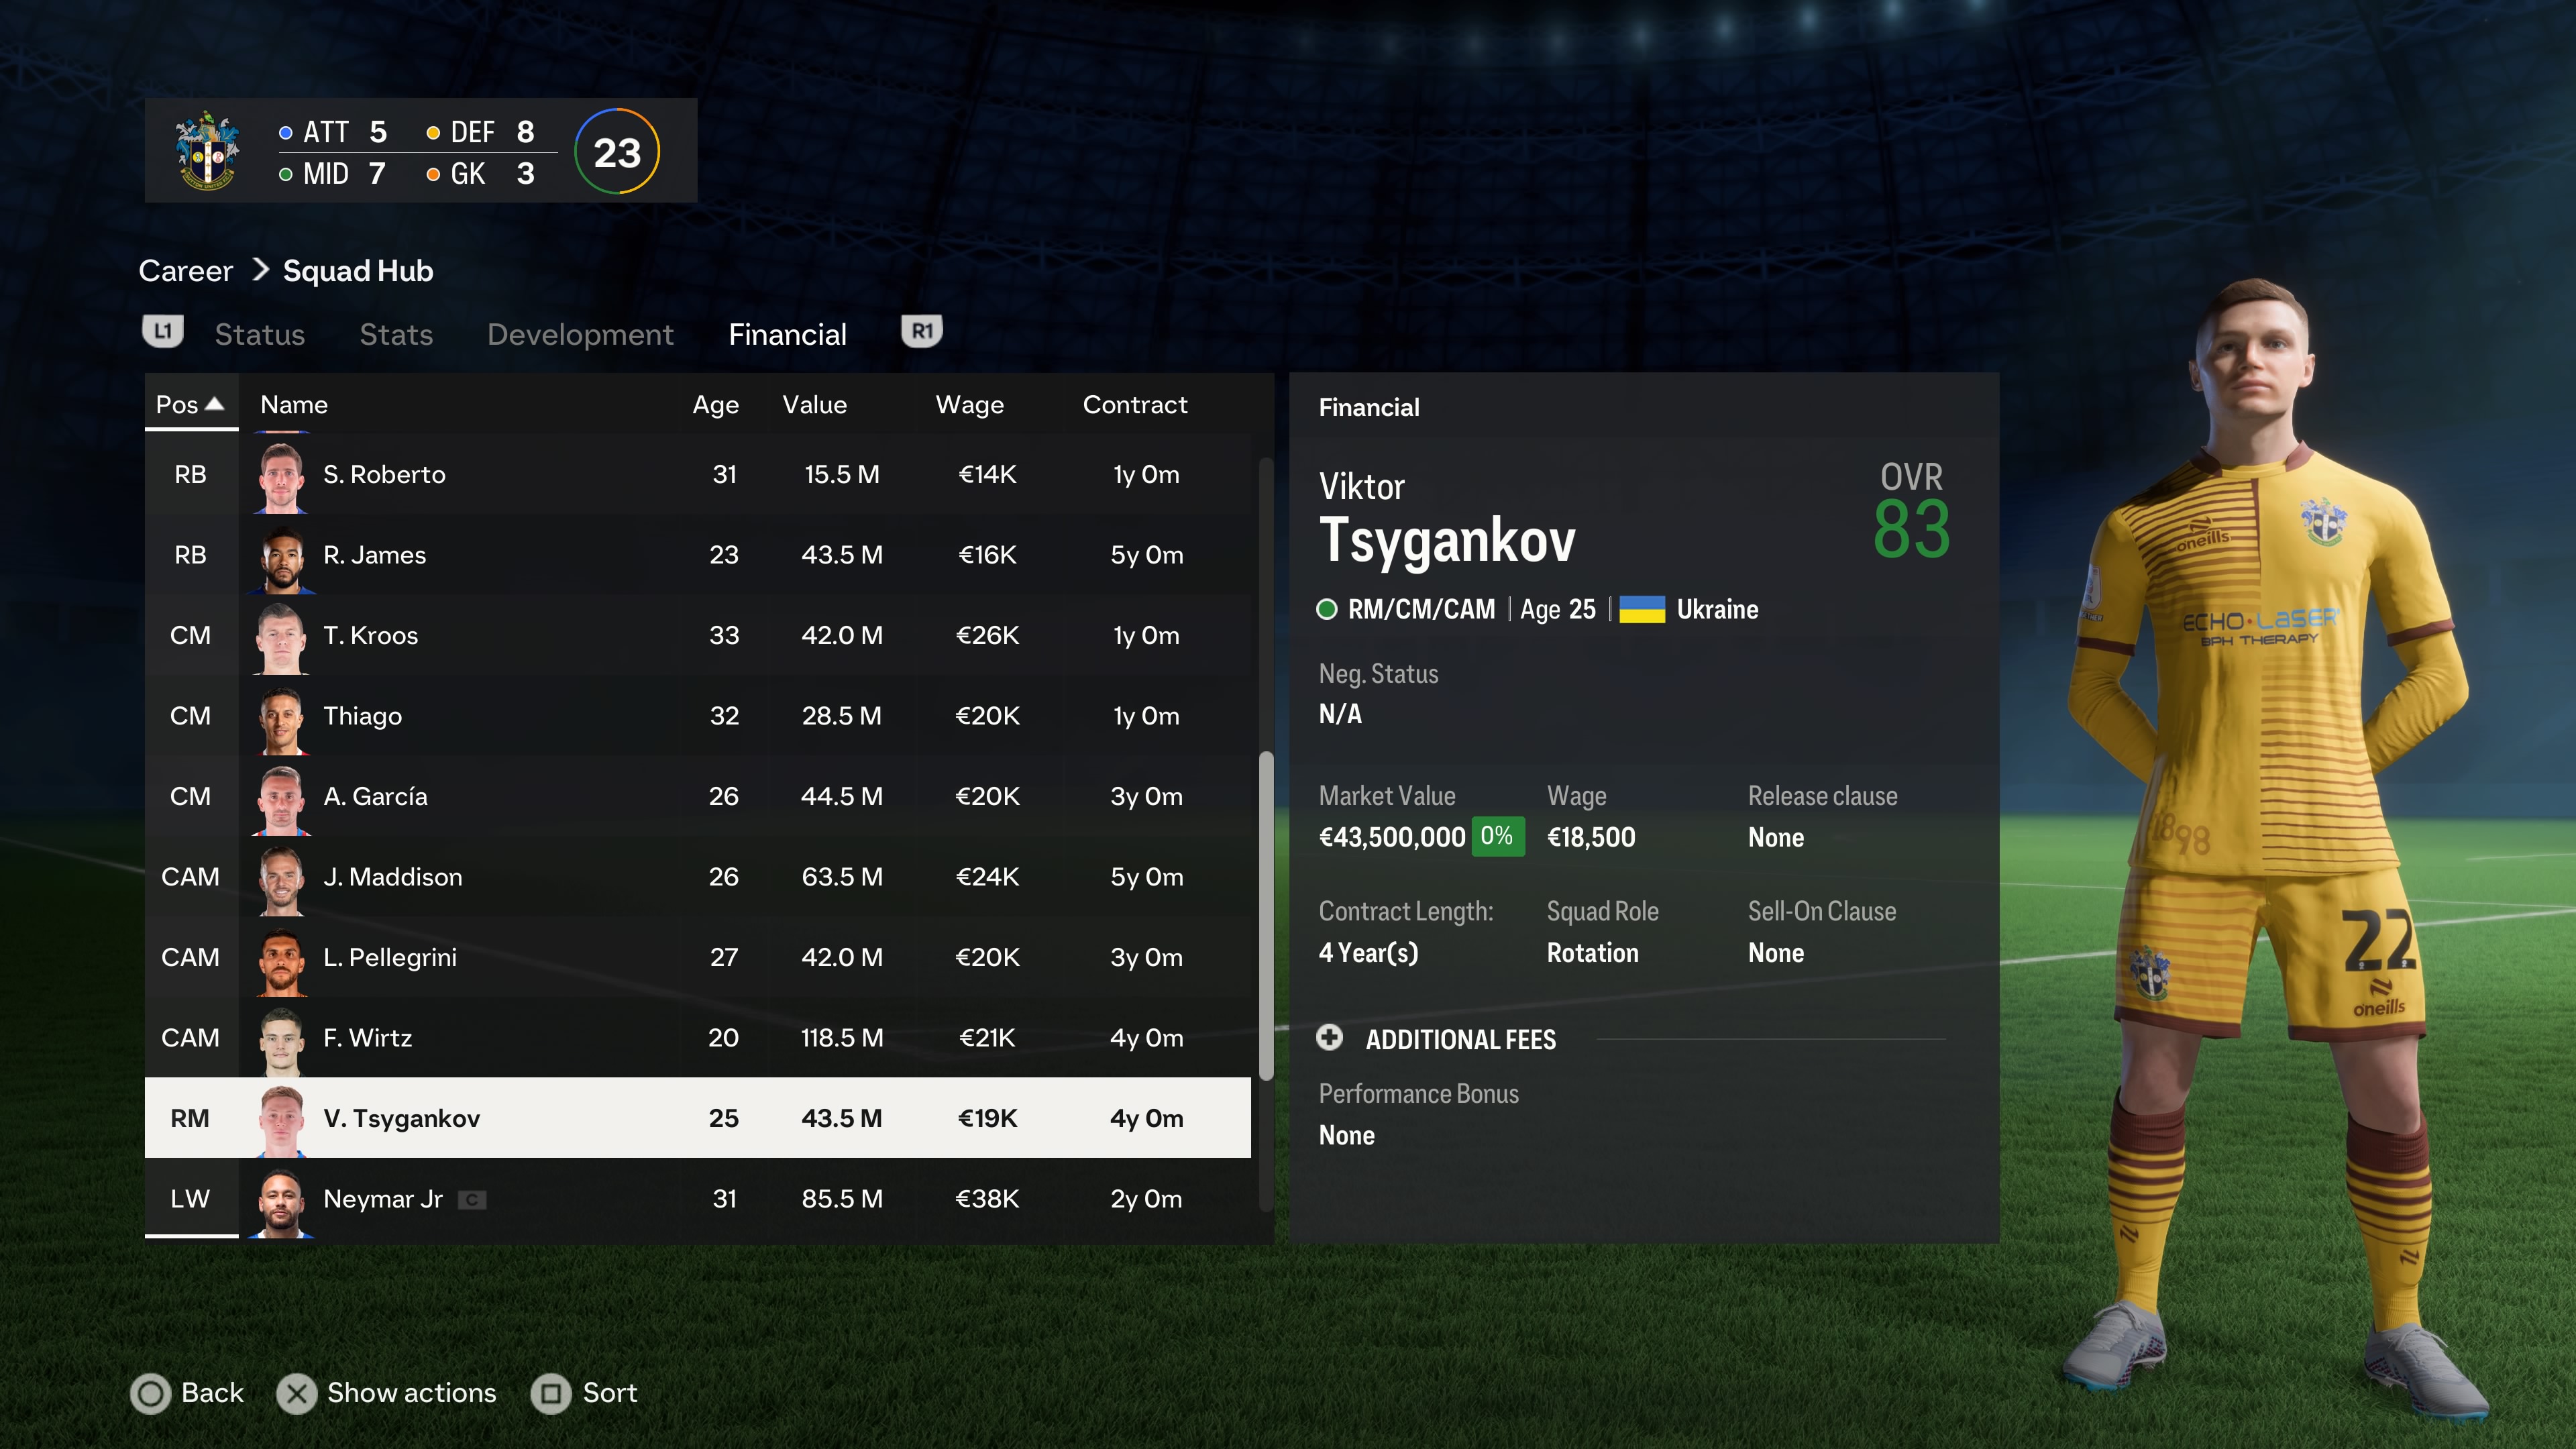 ATT 5 DEF 8
23
MID 7 GK 3
Career > Squad Hub
L1 Status Stats Development Financial R1
Pos Name Age Value Wage Contract
RB S. Roberto 31 15.5 M €14K 1y 0m
RB R. James 23 43.5 M €16K 5y 0m
CM T. Kroos 33 42.0 M €26K 1y 0m
CM Thiago 32 28.5 M €20K 1y 0m
CM A. García 26 44.5 M €20K 3y 0m
CAM J. Maddison 26 63.5 M €24K 5y 0m
CAM L. Pellegrini 27 42.0 M €20K 3y 0m
CAM F. Wirtz 20 118.5 M €21K 4y 0m
RM V. Tsygankov 25 43.5 M €19K 4y 0m
LW Neymar Jr C 31 85.5 M €38K 2y 0m
Financial
Viktor
Tsygankov
OVR
83
RM/CM/CAM | Age 25 | Ukraine
Neg. Status
N/A
Market Value Wage Release clause
€43,500,000 0% €18,500 None
Contract Length: Squad Role Sell-On Clause
4 Year(s) Rotation None
ADDITIONAL FEES
Performance Bonus
None
oneills
ECHO•LASER
BPH THERAPY
1898
22
oneills
Back Show actions Sort